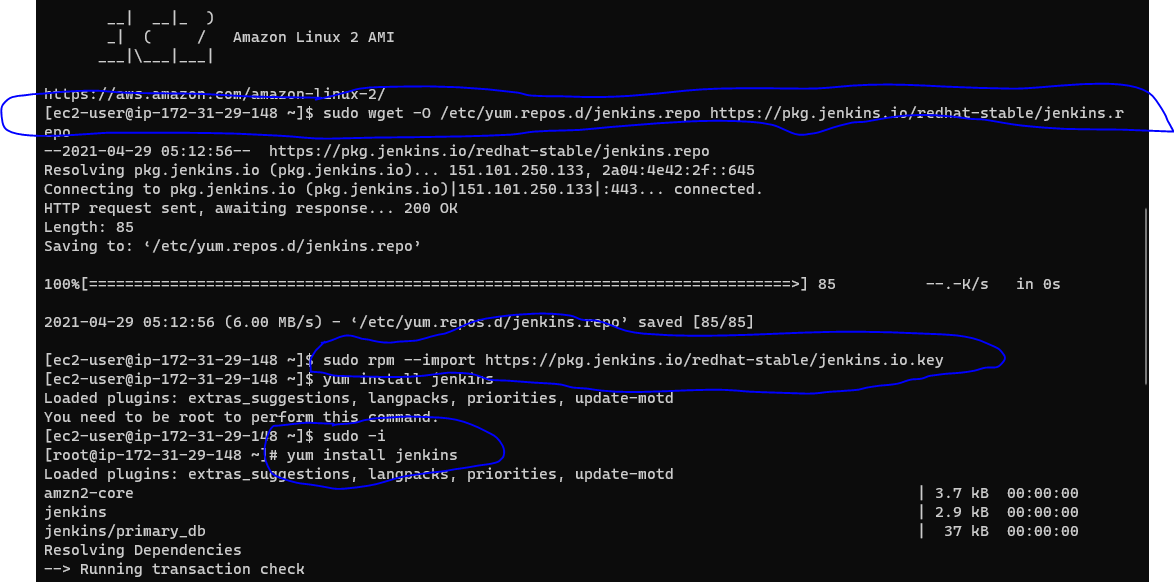 __|  __|_  )
_|  (     /   Amazon Linux 2 AMI
___|\___|___|
https://aws.amazon.com/amazon-linux-2/
[ec2-user@ip-172-31-29-148 ~]$ sudo wget -O /etc/yum.repos.d/jenkins.repo https://pkg.jenkins.io/redhat-stable/jenkins.r
epo
--2021-04-29 05:12:56--  https://pkg.jenkins.io/redhat-stable/jenkins.repo
Resolving pkg.jenkins.io (pkg.jenkins.io)... 151.101.250.133, 2a04:4e42:2f::645
Connecting to pkg.jenkins.io (pkg.jenkins.io)|151.101.250.133|:443... connected.
HTTP request sent, awaiting response... 200 OK
Length: 85
Saving to: ‘/etc/yum.repos.d/jenkins.repo’
100%[==============================================================================>] 85          --.-K/s   in 0s
2021-04-29 05:12:56 (6.00 MB/s) - ‘/etc/yum.repos.d/jenkins.repo’ saved [85/85]
[ec2-user@ip-172-31-29-148 ~]$ sudo rpm --import https://pkg.jenkins.io/redhat-stable/jenkins.io.key
[ec2-user@ip-172-31-29-148 ~]$ yum install jenkins
Loaded plugins: extras_suggestions, langpacks, priorities, update-motd
You need to be root to perform this command.
[ec2-user@ip-172-31-29-148 ~]$ sudo -i
[root@ip-172-31-29-148 ~]# yum install jenkins
Loaded plugins: extras_suggestions, langpacks, priorities, update-motd
amzn2-core                                                                                       | 3.7 kB  00:00:00
jenkins                                                                                          | 2.9 kB  00:00:00
jenkins/primary_db                                                                               |  37 kB  00:00:00
Resolving Dependencies
--> Running transaction check